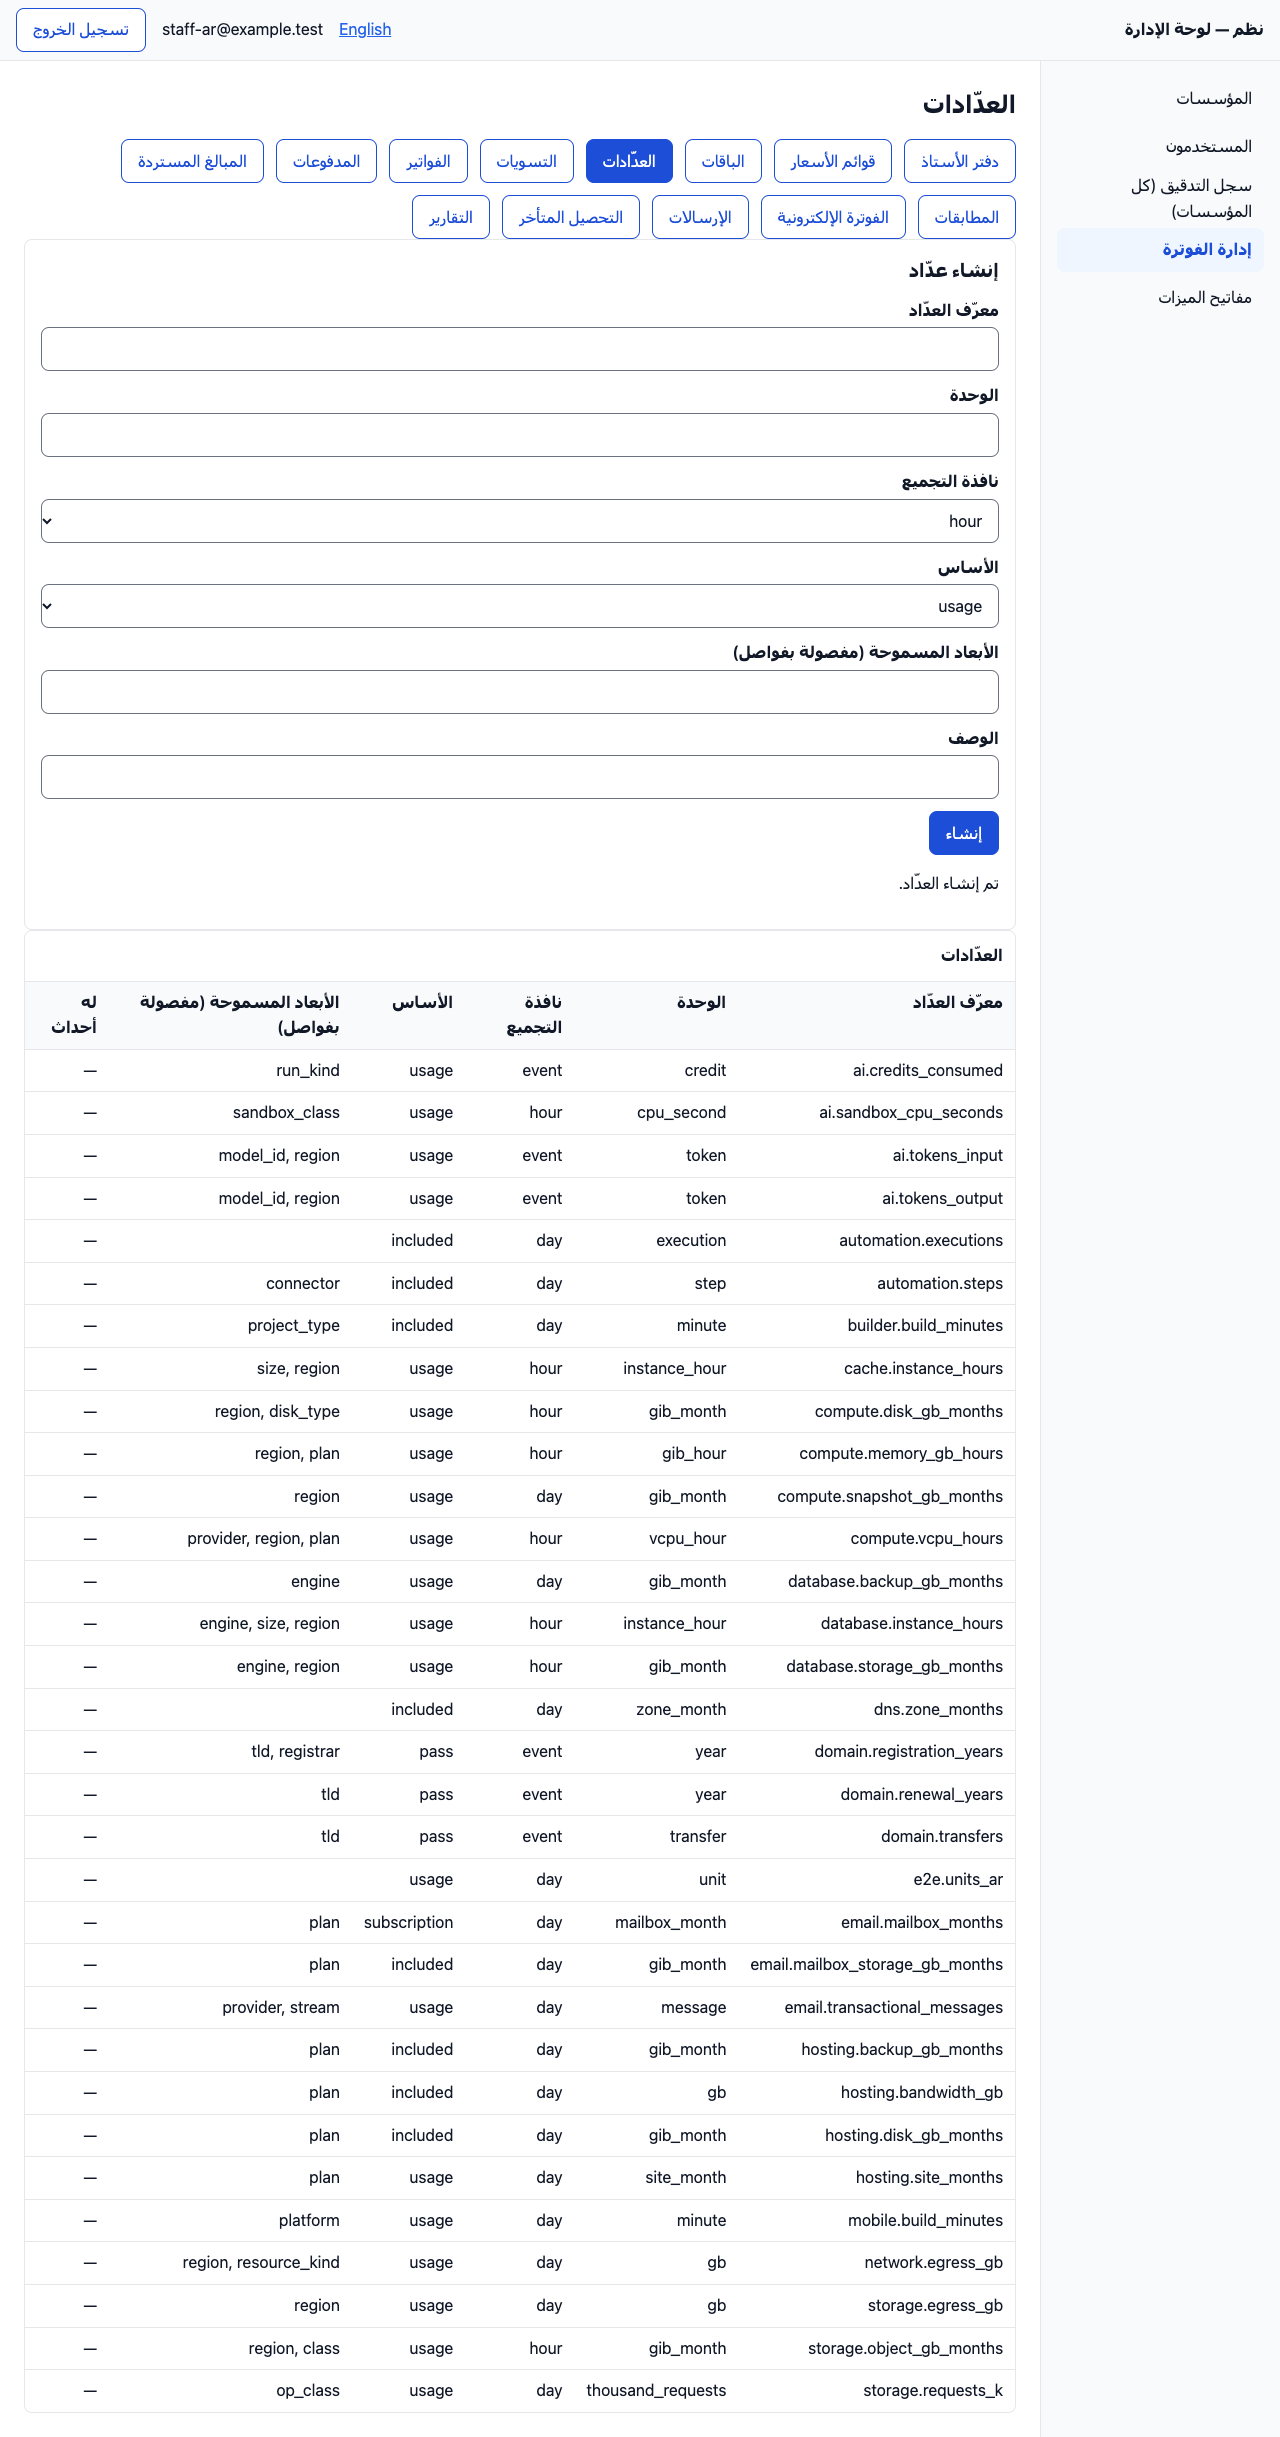 نظم — لوحة الإدارة
English
staff-ar@example.test
تسجيل الخروج
المؤسسات
المستخدمون
سجل التدقيق (كل
المؤسسات)
إدارة الفوترة
مفاتيح الميزات
العدّادات
دفتر الأستاذ
قوائم الأسعار
الباقات
العدّادات
التسويات
الفواتير
المدفوعات
المبالغ المستردة
المطابقات
الفوترة الإلكترونية
الإرسالات
التحصيل المتأخر
التقارير
إنشاء عدّاد
معرّف العدّاد
الوحدة
نافذة التجميع
hour
الأساس
usage
الأبعاد المسموحة (مفصولة بفواصل)
الوصف
إنشاء
تم إنشاء العدّاد.
العدّادات
معرّف العدّاد الوحدة نافذة التجميع الأساس الأبعاد المسموحة (مفصولة بفواصل) له أحداث
ai.credits_consumed credit event usage run_kind —
ai.sandbox_cpu_seconds cpu_second hour usage sandbox_class —
ai.tokens_input token event usage model_id, region —
ai.tokens_output token event usage model_id, region —
automation.executions execution day included —
automation.steps step day included connector —
builder.build_minutes minute day included project_type —
cache.instance_hours instance_hour hour usage size, region —
compute.disk_gb_months gib_month hour usage region, disk_type —
compute.memory_gb_hours gib_hour hour usage region, plan —
compute.snapshot_gb_months gib_month day usage region —
compute.vcpu_hours vcpu_hour hour usage provider, region, plan —
database.backup_gb_months gib_month day usage engine —
database.instance_hours instance_hour hour usage engine, size, region —
database.storage_gb_months gib_month hour usage engine, region —
dns.zone_months zone_month day included —
domain.registration_years year event pass tld, registrar —
domain.renewal_years year event pass tld —
domain.transfers transfer event pass tld —
e2e.units_ar unit day usage —
email.mailbox_months mailbox_month day subscription plan —
email.mailbox_storage_gb_months gib_month day included plan —
email.transactional_messages message day usage provider, stream —
hosting.backup_gb_months gib_month day included plan —
hosting.bandwidth_gb gb day included plan —
hosting.disk_gb_months gib_month day included plan —
hosting.site_months site_month day usage plan —
mobile.build_minutes minute day usage platform —
network.egress_gb gb day usage region, resource_kind —
storage.egress_gb gb day usage region —
storage.object_gb_months gib_month hour usage region, class —
storage.requests_k thousand_requests day usage op_class —